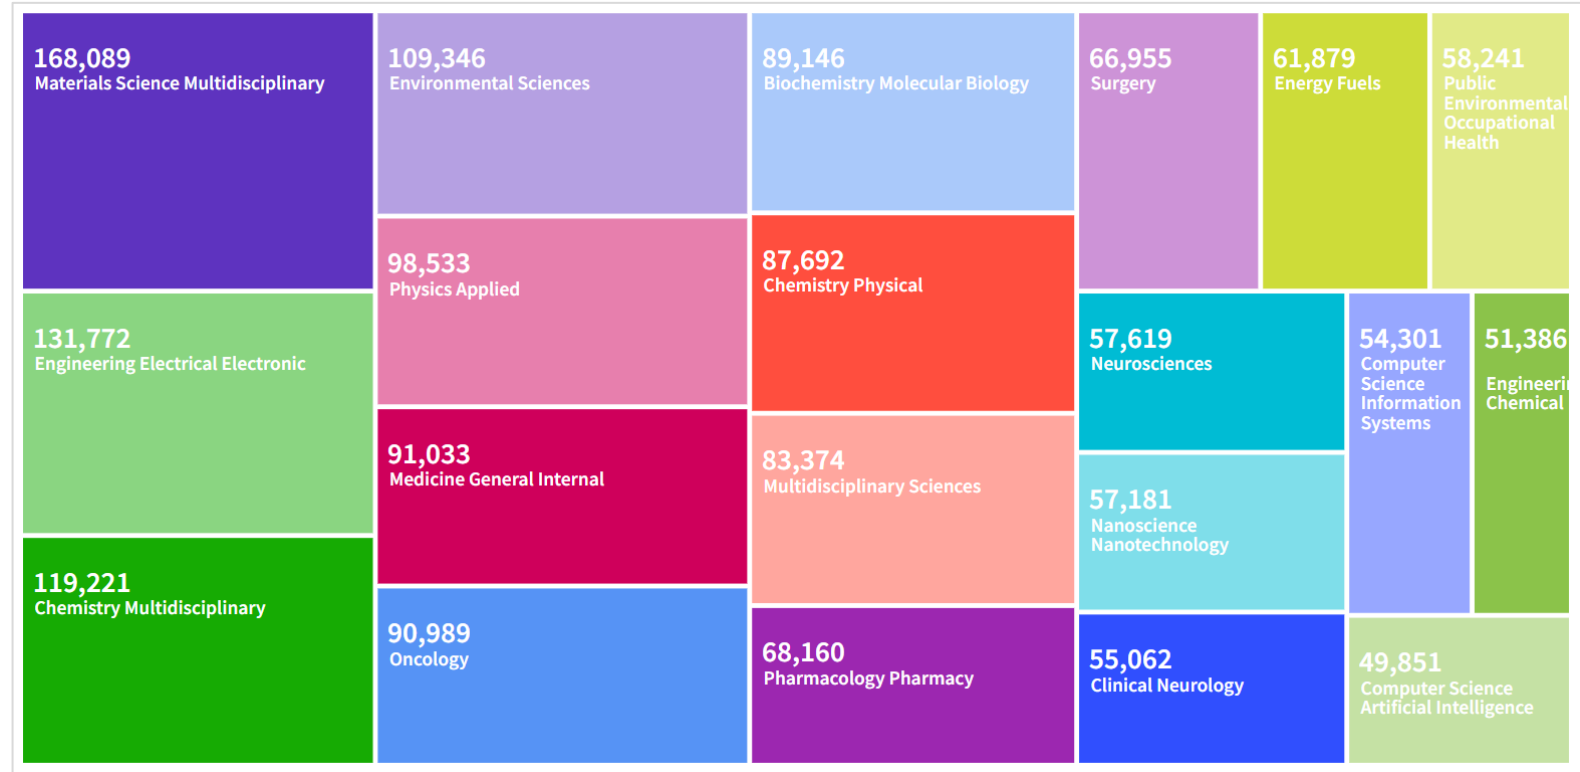 168,089
Materials Science Multidisciplinary
131,772
Engineering Electrical Electronic
119,221
Chemistry Multidisciplinary
109,346
Environmental Sciences
98,533
Physics Applied
91,033
Medicine General Internal
90,989
Oncology
89,146
Biochemistry Molecular Biology
87,692
Chemistry Physical
83,374
Multidisciplinary Sciences
68,160
Pharmacology Pharmacy
66,955
Surgery
61,879
Energy Fuels
58,241
Public
Environmental
Occupational
Health
57,619
Neurosciences
57,181
Nanoscience
Nanotechnology
55,062
Clinical Neurology
54,301
Computer
Science
Information
Systems
51,386
Chemical
49,851
Computer Science
Artificial Intelligence